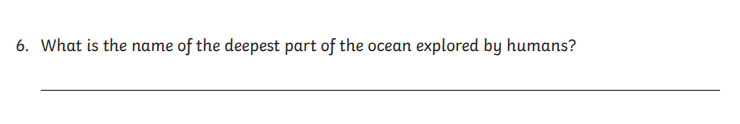 6. What is the name of the deepest part of the ocean explored by humans?